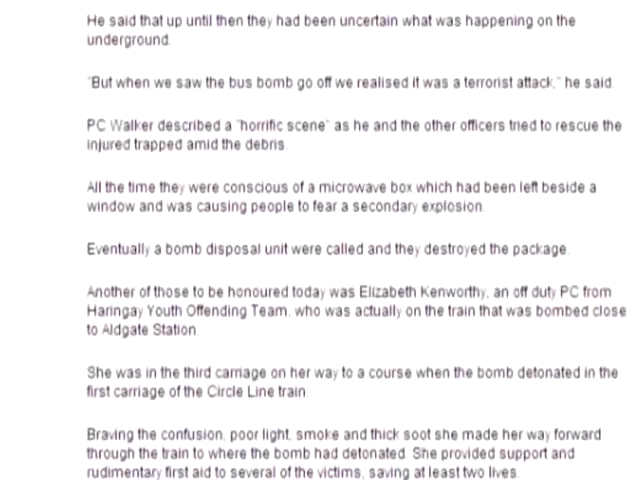 He said that up until then they had been uncertain what was happening on the
underground.
"But when we saw the bus bomb go off we realised it was a terrorist attack," he said.
PC Walker described a "horrific scene" as he and the other officers tried to rescue the
injured trapped amid the debris.
All the time they were conscious of a microwave box which had been left beside a
window and was causing people to fear a secondary explosion.
Eventually a bomb disposal unit were called and they destroyed the package.
Another of those to be honoured today was Elizabeth Kenworthy, an off duty PC from
Haringay Youth Offending Team, who was actually on the train that was bombed close
to Aldgate Station.
She was in the third carriage on her way to a course when the bomb detonated in the
first carriage of the Circle Line train.
Braving the confusion, poor light, smoke and thick soot she made her way forward
through the train to where the bomb had detonated. She provided support and
rudimentary first aid to several of the victims, saving at least two lives.